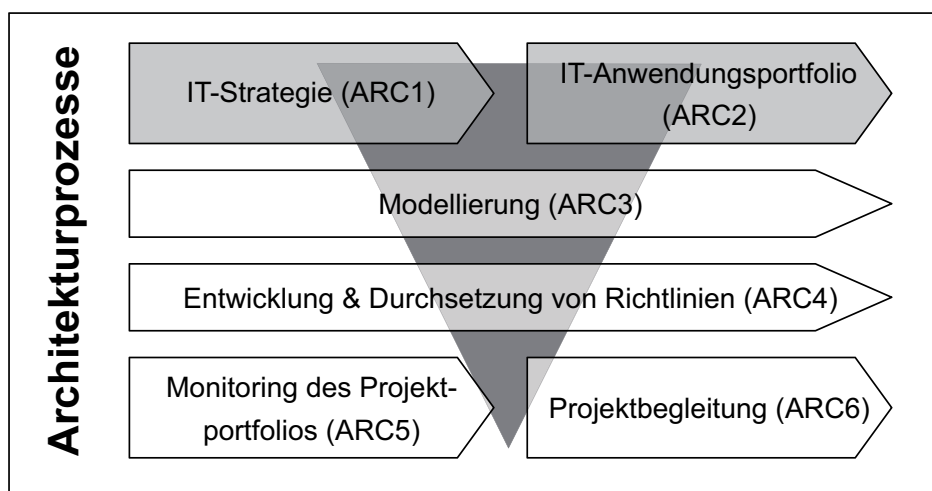 Architekturprozesse
IT-Strategie (ARC1)
IT-Anwendungsportfolio
(ARC2)
Modellierung (ARC3)
Entwicklung & Durchsetzung von Richtlinien (ARC4)
Monitoring des Projekt-
portfolios (ARC5)
Projektbegleitung (ARC6)